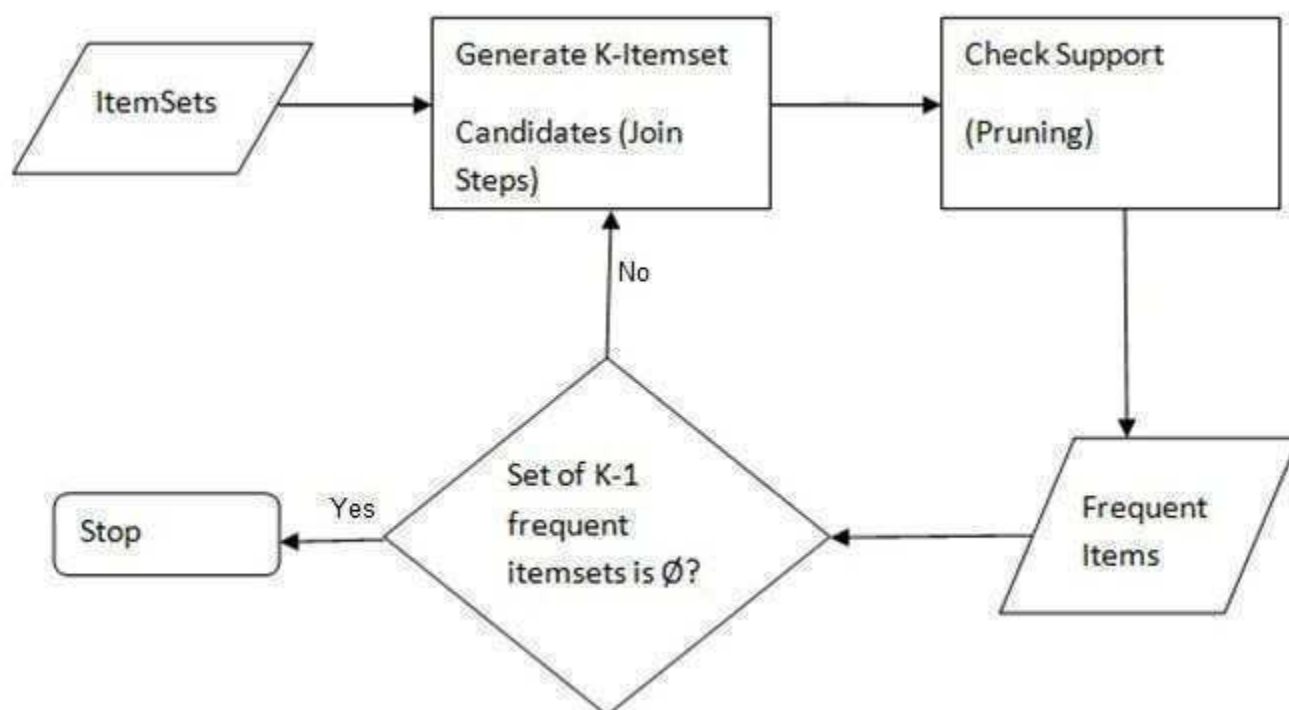 ItemSets
Generate K-Itemset
Candidates (Join
Steps)
Check Support
(Pruning)
No
Set of K-1
frequent
itemsets is Ø?
Yes
Stop
Frequent
Items